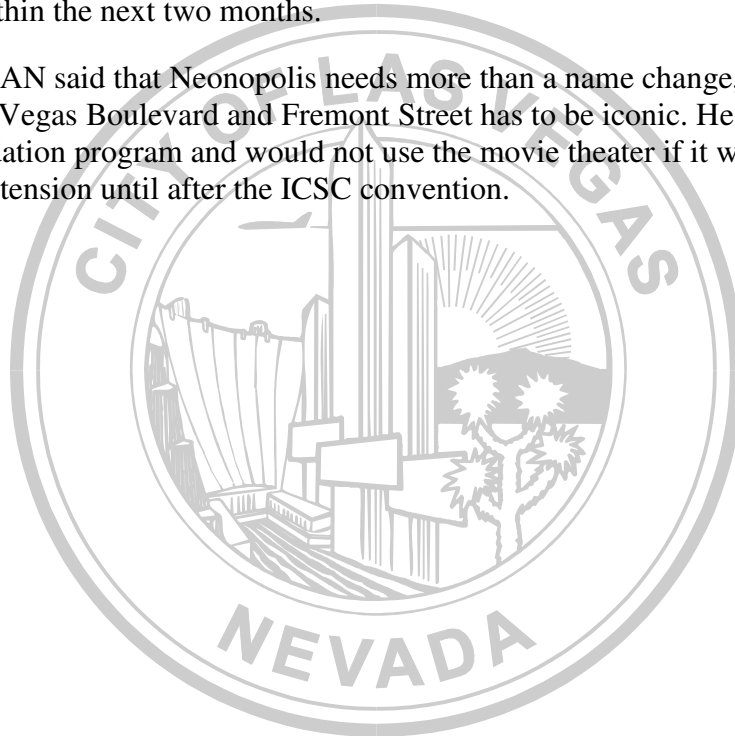 thin the next two months.
AN said that Neonopolis needs more than a name change.
Vegas Boulevard and Fremont Street has to be iconic. He
uation program and would not use the movie theater if it w
tension until after the ICSC convention.
CITY OF LAS VEGAS
NEVADA